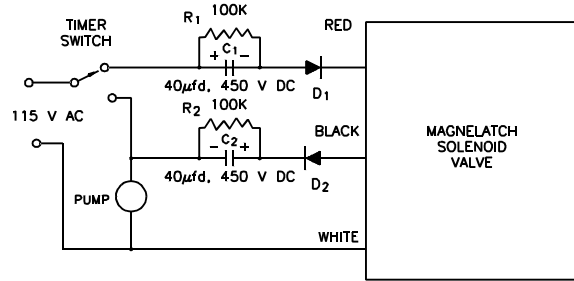 TIMER
SWITCH
R1 100K
RED
+ C1 −
40µfd, 450 V DC
D1
115 V AC
R2 100K
BLACK
− C2 +
40µfd, 450 V DC
D2
PUMP
WHITE
MAGNELATCH
SOLENOID
VALVE